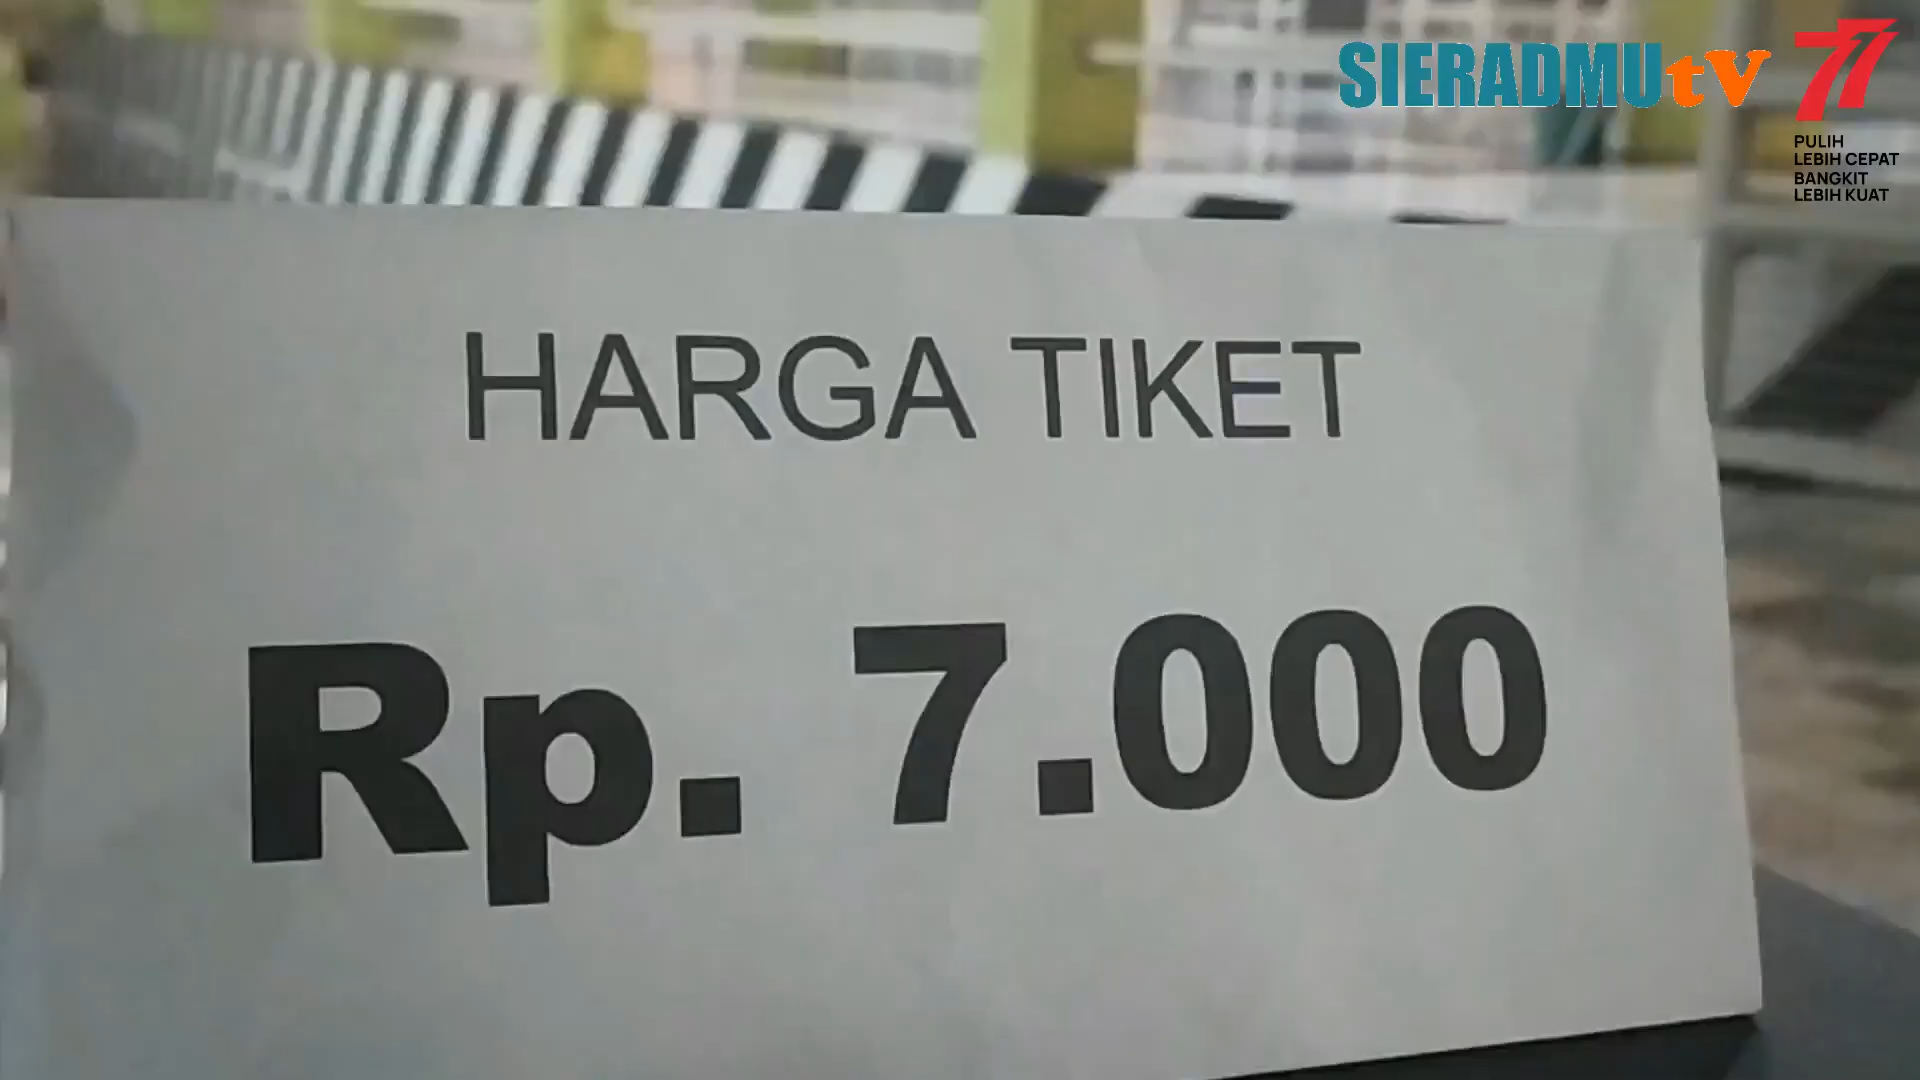 SIERADMUtV
77
PULIH
LEBIH CEPAT
BANGKIT
LEBIH KUAT
HARGA TIKET
Rp. 7.000